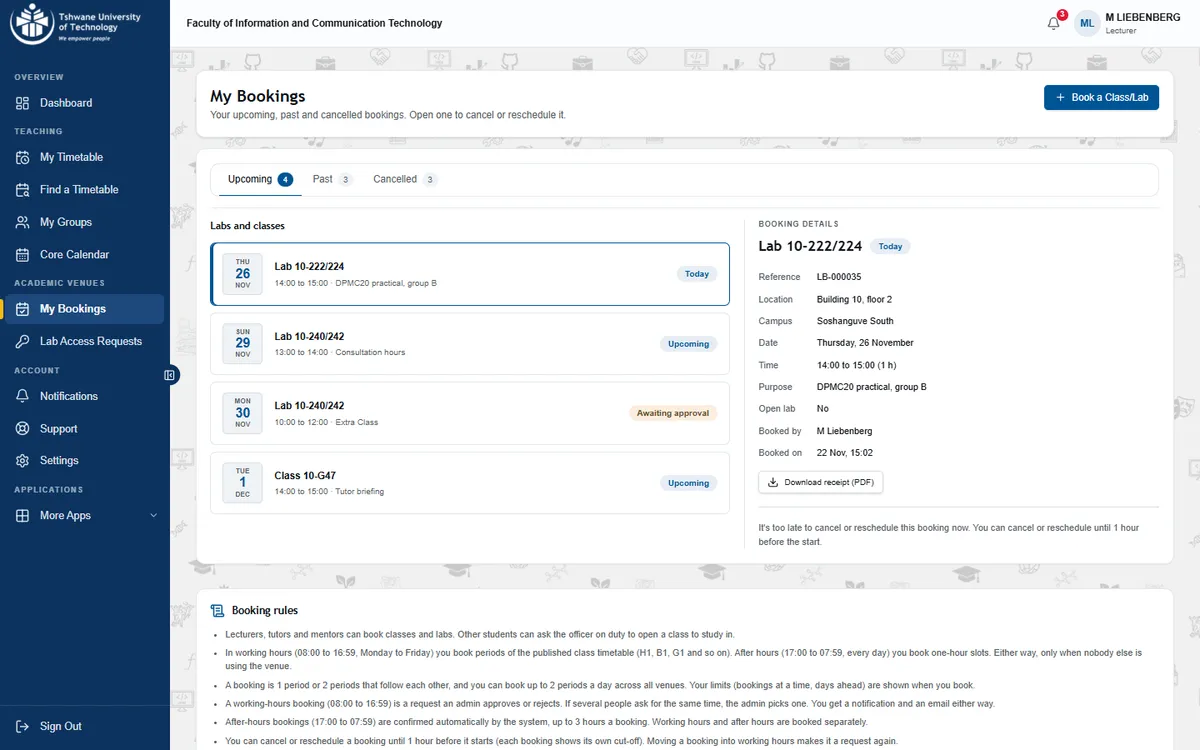 Tshwane University
of Technology
We empower people
Faculty of Information and Communication Technology
3
ML
M LIEBENBERG
Lecturer
OVERVIEW
Dashboard
TEACHING
My Timetable
Find a Timetable
My Groups
Core Calendar
ACADEMIC VENUES
My Bookings
Lab Access Requests
ACCOUNT
Notifications
Support
Settings
APPLICATIONS
More Apps
Sign Out
My Bookings
Your upcoming, past and cancelled bookings. Open one to cancel or reschedule it.
+ Book a Class/Lab
Upcoming 4 Past 3 Cancelled 3
Labs and classes
THU
26
NOV
Lab 10-222/224
14:00 to 15:00 · DPMC20 practical, group B
Today
SUN
29
NOV
Lab 10-240/242
13:00 to 14:00 · Consultation hours
Upcoming
MON
30
NOV
Lab 10-240/242
10:00 to 12:00 · Extra Class
Awaiting approval
TUE
1
DEC
Class 10-G47
14:00 to 15:00 · Tutor briefing
Upcoming
BOOKING DETAILS
Lab 10-222/224 Today
Reference LB-000035
Location Building 10, floor 2
Campus Soshanguve South
Date Thursday, 26 November
Time 14:00 to 15:00 (1 h)
Purpose DPMC20 practical, group B
Open lab No
Booked by M Liebenberg
Booked on 22 Nov, 15:02
Download receipt (PDF)
It's too late to cancel or reschedule this booking now. You can cancel or reschedule until 1 hour
before the start.
Booking rules
• Lecturers, tutors and mentors can book classes and labs. Other students can ask the officer on duty to open a class to study in.
• In working hours (08:00 to 16:59, Monday to Friday) you book periods of the published class timetable (H1, B1, G1 and so on). After hours (17:00 to 07:59, every day) you book one-hour slots. Either way, only when nobody else is
using the venue.
• A booking is 1 period or 2 periods that follow each other, and you can book up to 2 periods a day across all venues. Your limits (bookings at a time, days ahead) are shown when you book.
• A working-hours booking (08:00 to 16:59) is a request an admin approves or rejects. If several people ask for the same time, the admin picks one. You get a notification and an email either way.
• After-hours bookings (17:00 to 07:59) are confirmed automatically by the system, up to 3 hours a booking. Working hours and after hours are booked separately.
• You can cancel or reschedule a booking until 1 hour before it starts (each booking shows its own cut-off). Moving a booking into working hours makes it a request again.